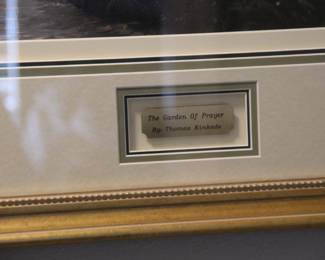 The Garden Of Prayer
By Thomas Kinkade